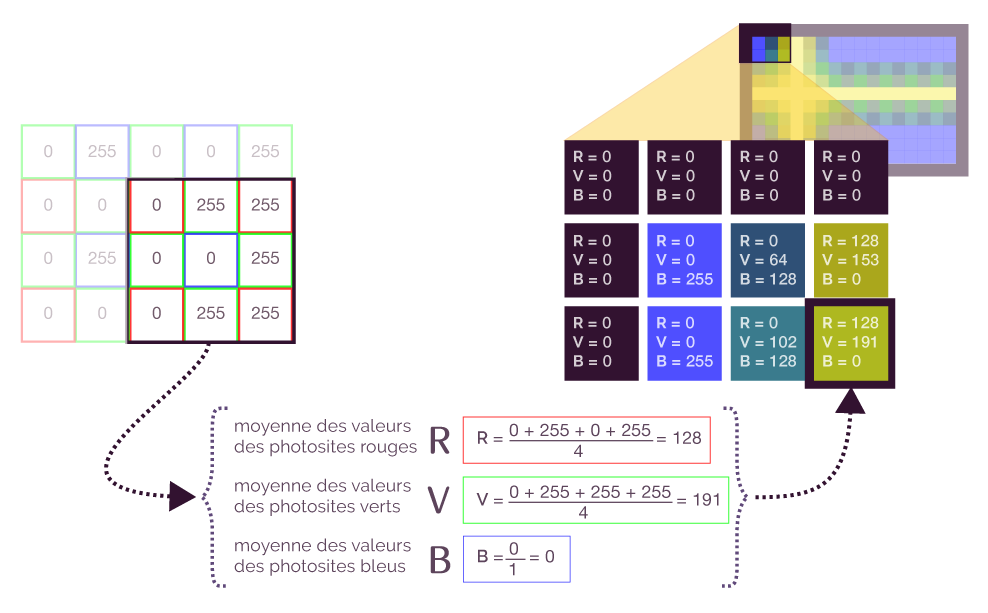 0 255 0 0 255
0 0 0 255 255
0 255 0 0 255
0 0 0 255 255
R = 0 R = 0 R = 0 R = 0
V = 0 V = 0 V = 0 V = 0
B = 0 B = 0 B = 0 B = 0
R = 0 R = 0 R = 0 R = 128
V = 0 V = 0 V = 64 V = 153
B = 0 B = 255 B = 128 B = 0
R = 0 R = 0 R = 0 R = 128
V = 0 V = 0 V = 102 V = 191
B = 0 B = 255 B = 128 B = 0
moyenne des valeurs
des photosites rouges
R
R = 0 + 255 + 0 + 255 = 128
4
moyenne des valeurs
des photosites verts
V
V = 0 + 255 + 255 + 255 = 191
4
moyenne des valeurs
des photosites bleus
B
B = 0 = 0
1